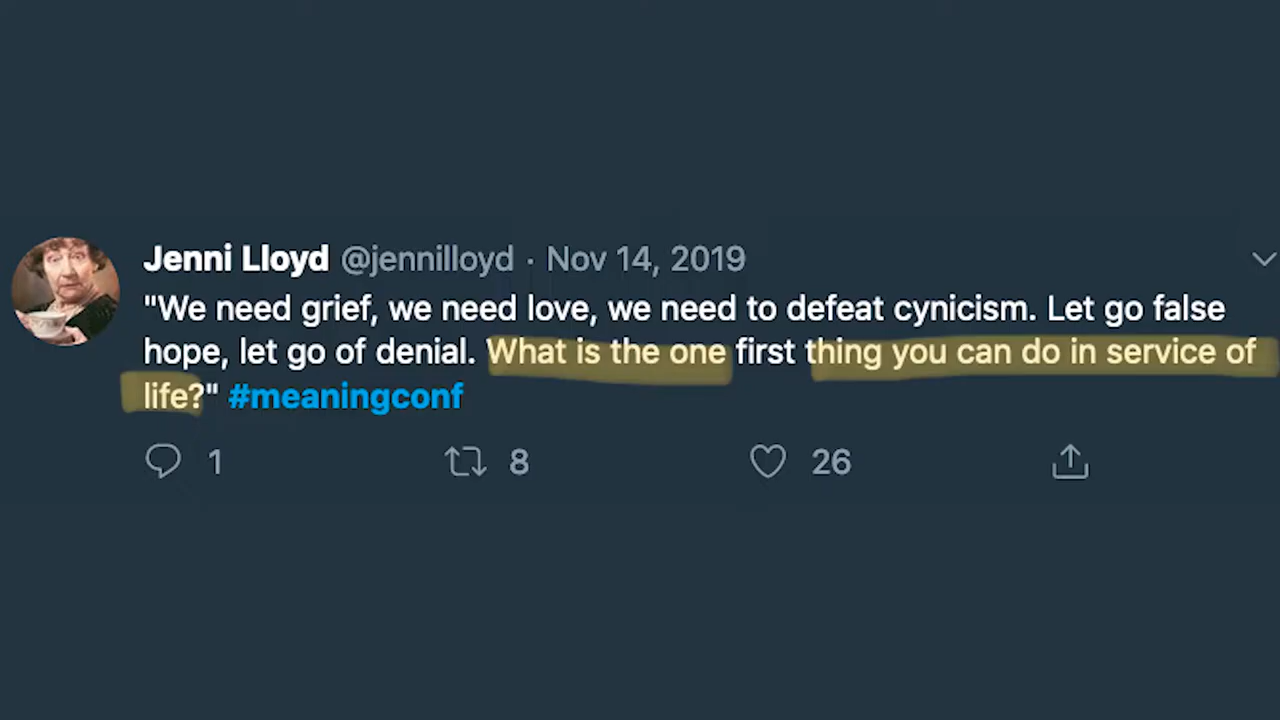 Jenni Lloyd @jennilloyd · Nov 14, 2019
"We need grief, we need love, we need to defeat cynicism. Let go false
hope, let go of denial. What is the one first thing you can do in service of
life?" #meaningconf
1 8 26